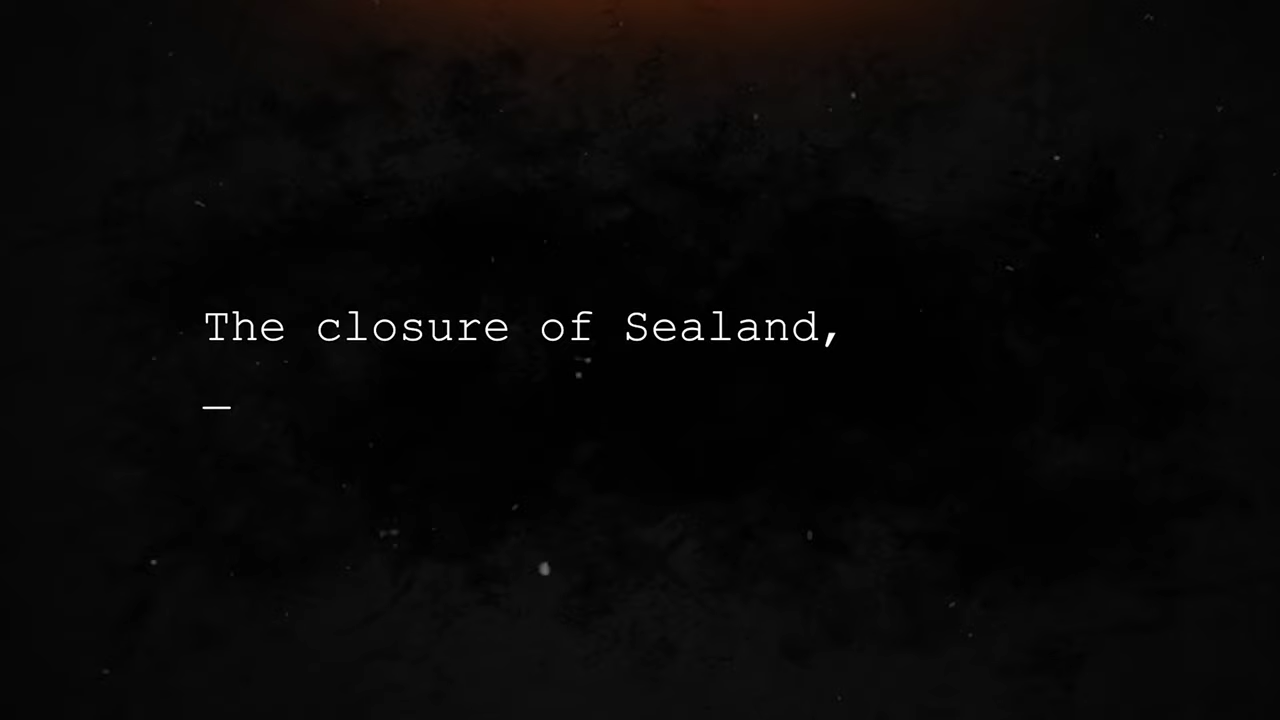 The closure of Sealand,
_